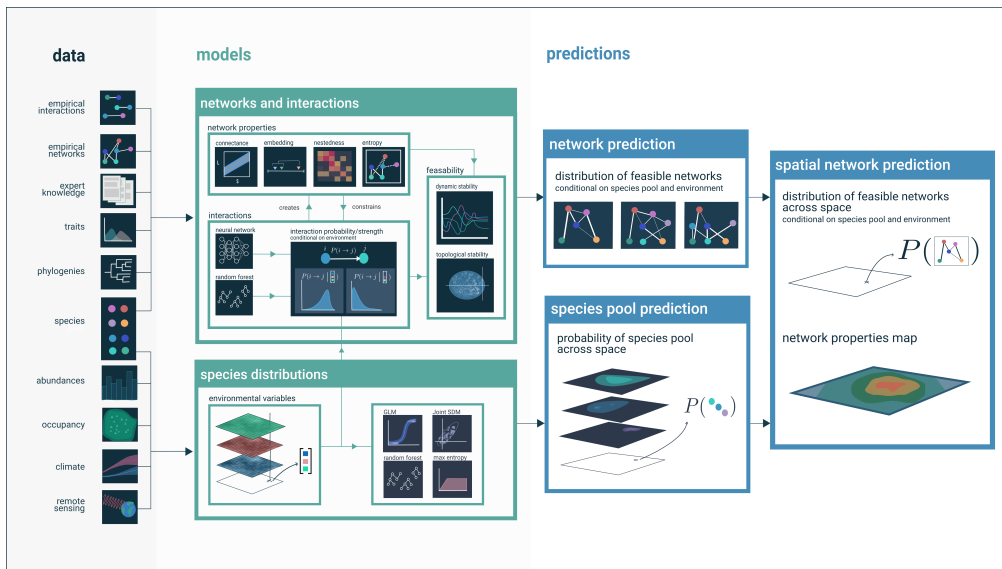 data
models
predictions
empirical
interactions
empirical
networks
expert
knowledge
traits
phylogenies
species
abundances
occupancy
climate
remote
sensing
networks and interactions
network properties
connectance
embedding
nestedness
entropy
L
S
creates
constrains
interactions
neural network
random forest
interaction probability/strength
conditional on environment
i
j
P(i → j)
P(i → j |
P(i → j |
feasability
dynamic stability
topological stability
species distributions
environmental variables
GLM
Joint SDM
random forest
max entropy
network prediction
distribution of feasible networks
conditional on species pool and environment
species pool prediction
probability of species pool
across space
P( )
spatial network prediction
distribution of feasible networks
across space
conditional on species pool and environment
P( )
network properties map